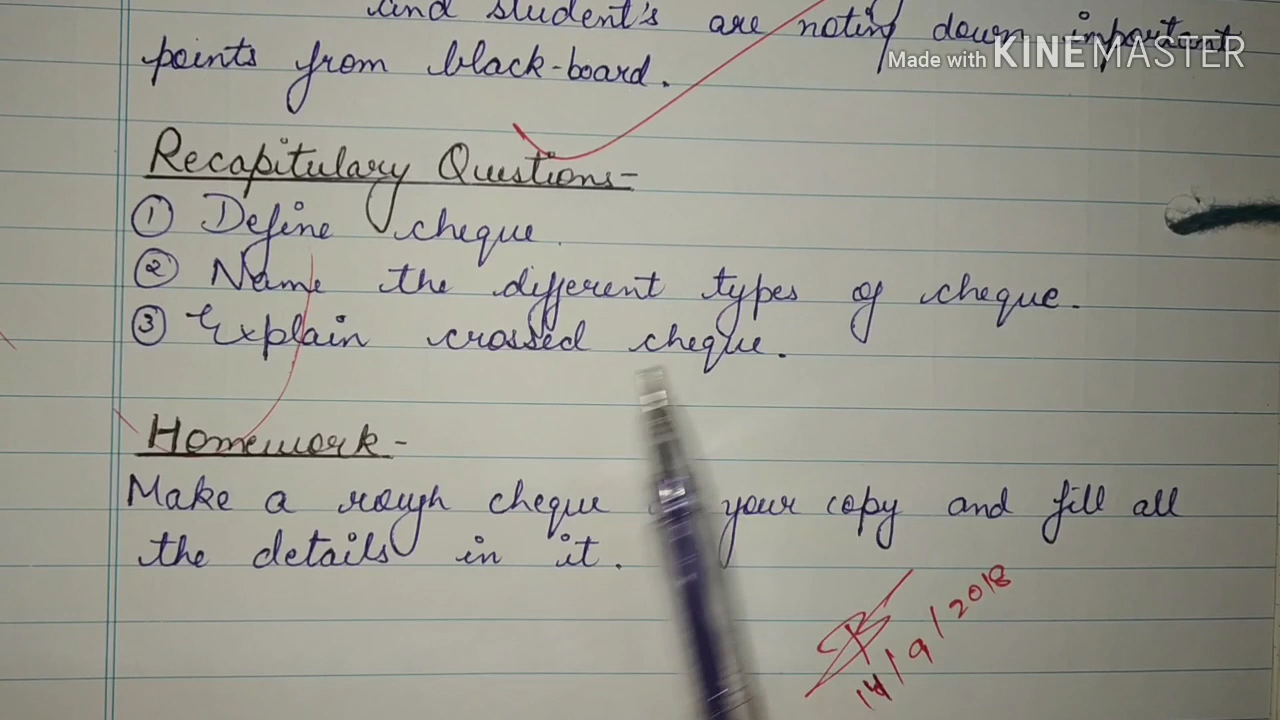 and student's are noting down important
points from black-board.
Made with KINEMASTER
Recapitulary Questions-
① Define cheque.
② Name the different types of cheque.
③ Explain crossed cheque.
Homework-
Make a rough cheque your copy and fill all
the details in it.
14/9/2018